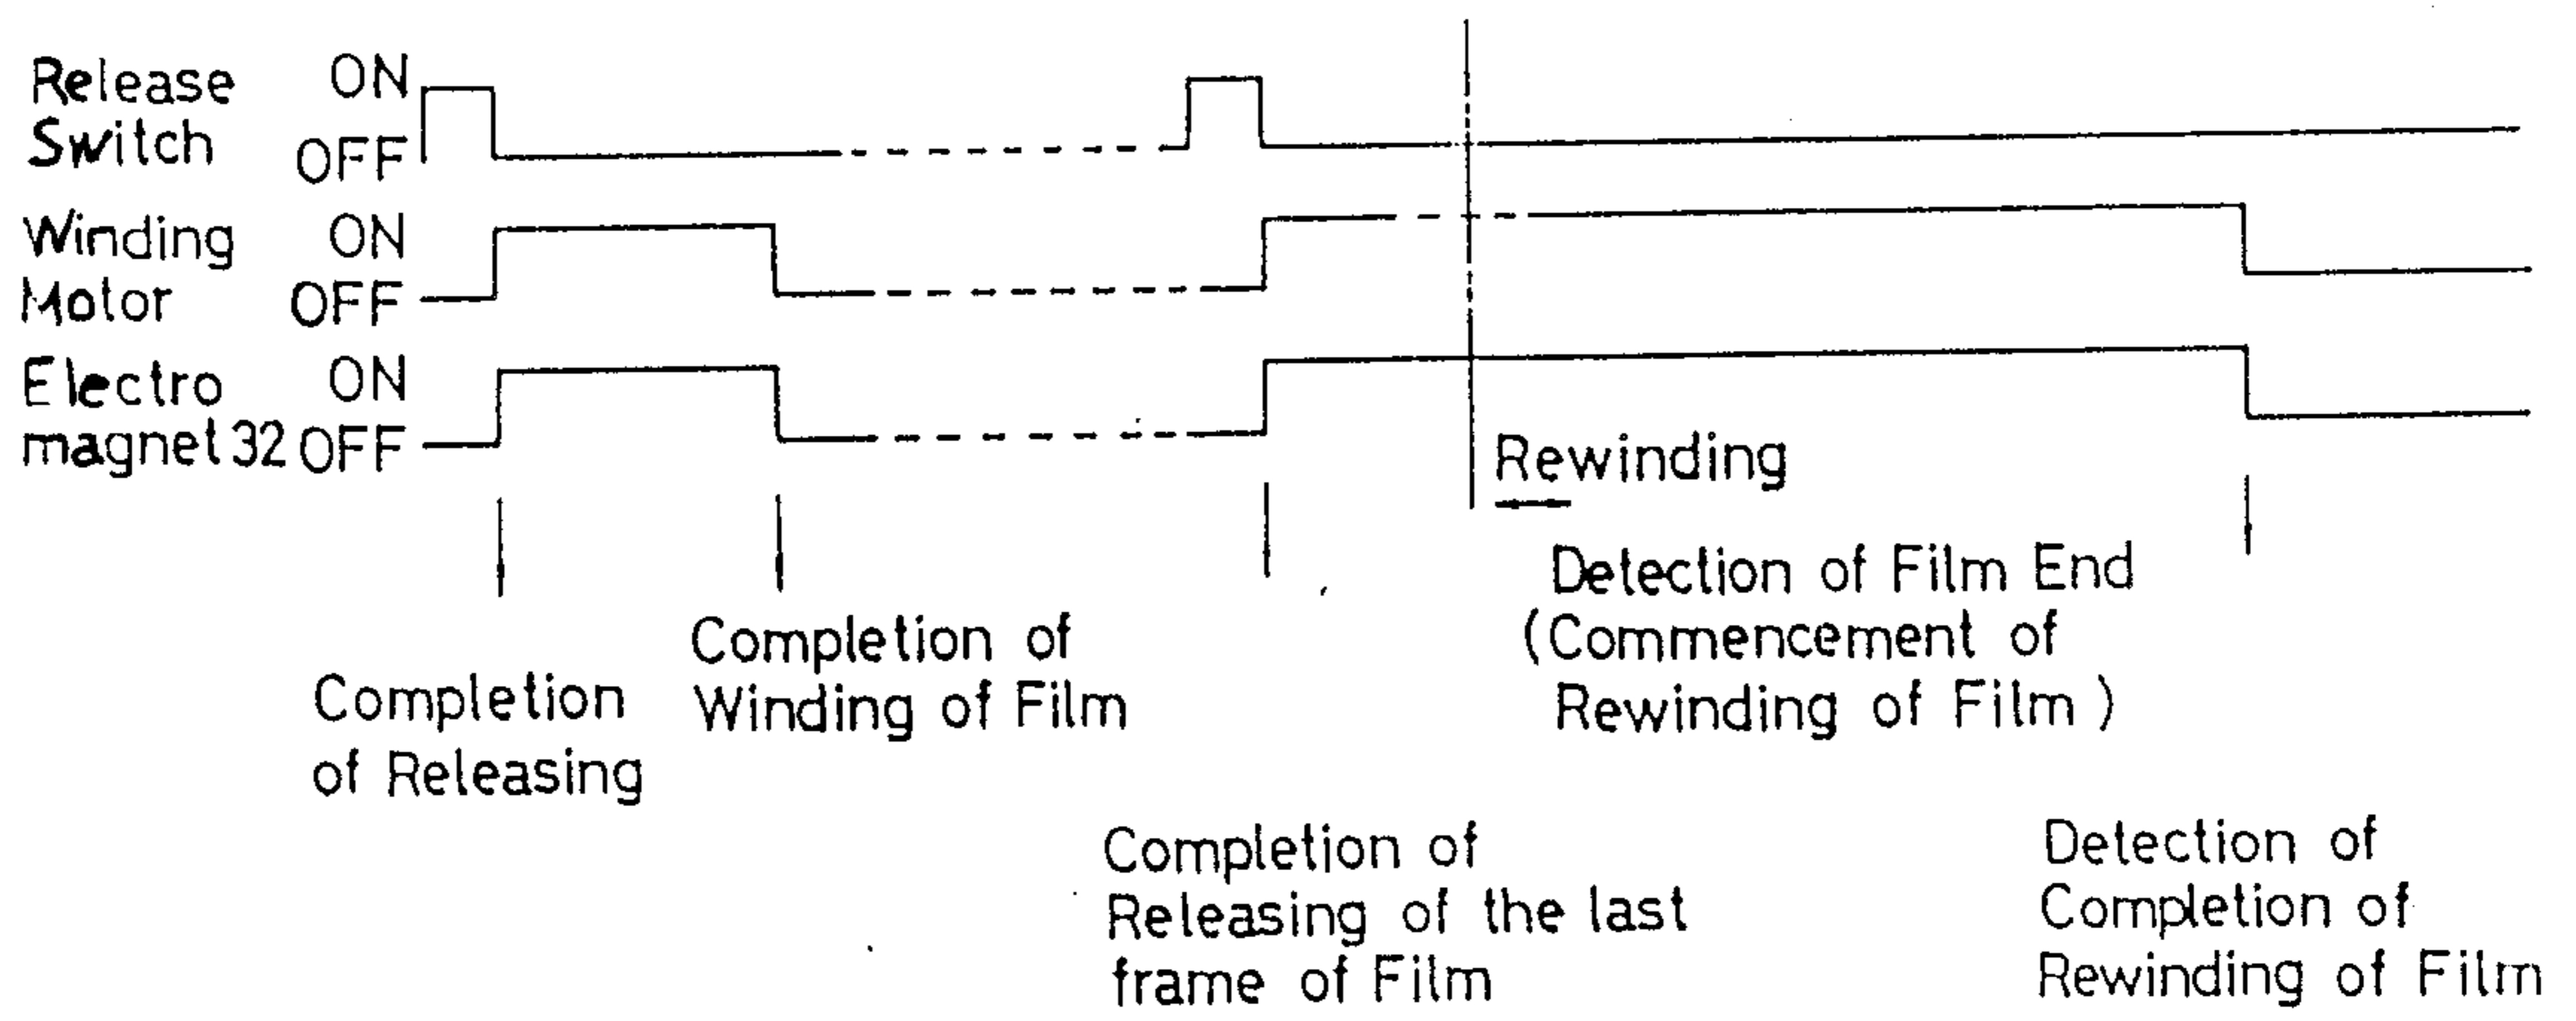 Release ON
Switch OFF
Winding ON
Motor OFF
Electro ON
magnet 32 OFF
Rewinding
Completion
of Releasing
Completion of
Winding of Film
Detection of Film End
(Commencement of
Rewinding of Film)
Completion of
Releasing of the last
frame of Film
Detection of
Completion of
Rewinding of Film